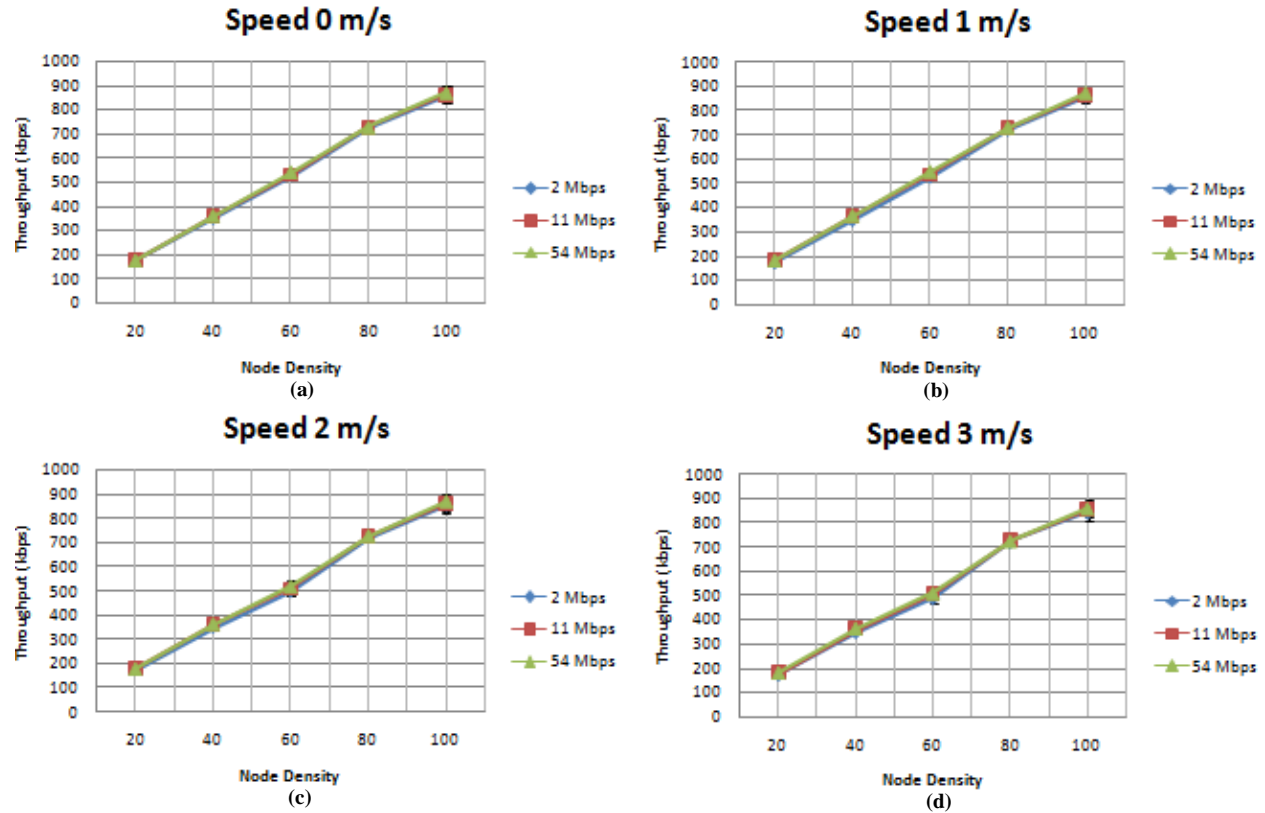 Speed 0 m/s
1000
900
800
700
600
500
400
300
200
100
0
Throughput (kbps)
20 40 60 80 100
Node Density
2 Mbps
11 Mbps
54 Mbps
(a)
Speed 1 m/s
1000
900
800
700
600
500
400
300
200
100
0
Throughput (kbps)
20 40 60 80 100
Node Density
2 Mbps
11 Mbps
54 Mbps
(b)
Speed 2 m/s
1000
900
800
700
600
500
400
300
200
100
0
Throughput (kbps)
20 40 60 80 100
Node Density
2 Mbps
11 Mbps
54 Mbps
(c)
Speed 3 m/s
1000
900
800
700
600
500
400
300
200
100
0
Throughput (kbps)
20 40 60 80 100
Node Density
2 Mbps
11 Mbps
54 Mbps
(d)